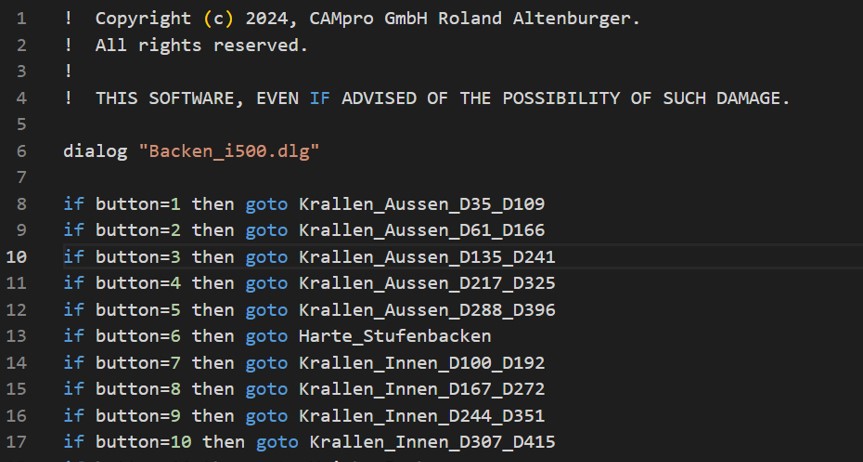 1 ! Copyright (c) 2024, CAMpro GmbH Roland Altenburger.
2 ! All rights reserved.
3 !
4 ! THIS SOFTWARE, EVEN IF ADVISED OF THE POSSIBILITY OF SUCH DAMAGE.
5
6 dialog "Backen_i500.dlg"
7
8 if button=1 then goto Krallen_Aussen_D35_D109
9 if button=2 then goto Krallen_Aussen_D61_D166
10 if button=3 then goto Krallen_Aussen_D135_D241
11 if button=4 then goto Krallen_Aussen_D217_D325
12 if button=5 then goto Krallen_Aussen_D288_D396
13 if button=6 then goto Harte_Stufenbacken
14 if button=7 then goto Krallen_Innen_D100_D192
15 if button=8 then goto Krallen_Innen_D167_D272
16 if button=9 then goto Krallen_Innen_D244_D351
17 if button=10 then goto Krallen_Innen_D307_D415